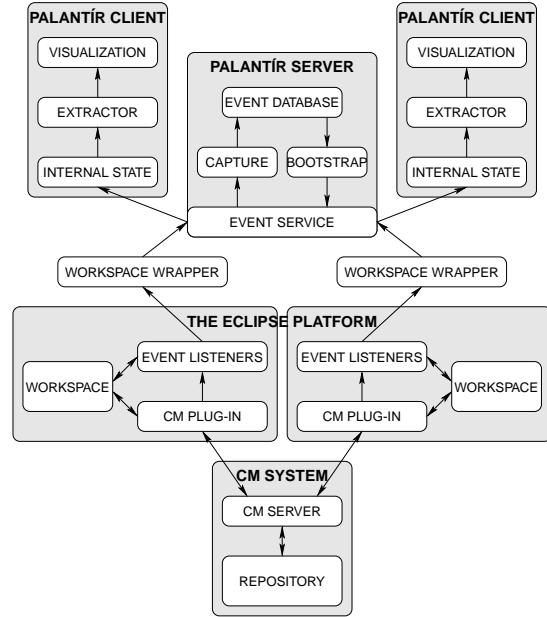 PALANTÍR CLIENT
VISUALIZATION
EXTRACTOR
INTERNAL STATE
PALANTÍR SERVER
EVENT DATABASE
CAPTURE
BOOTSTRAP
EVENT SERVICE
PALANTÍR CLIENT
VISUALIZATION
EXTRACTOR
INTERNAL STATE
WORKSPACE WRAPPER
WORKSPACE WRAPPER
THE ECLIPSE PLATFORM
EVENT LISTENERS
WORKSPACE
CM PLUG-IN
EVENT LISTENERS
WORKSPACE
CM PLUG-IN
CM SYSTEM
CM SERVER
REPOSITORY